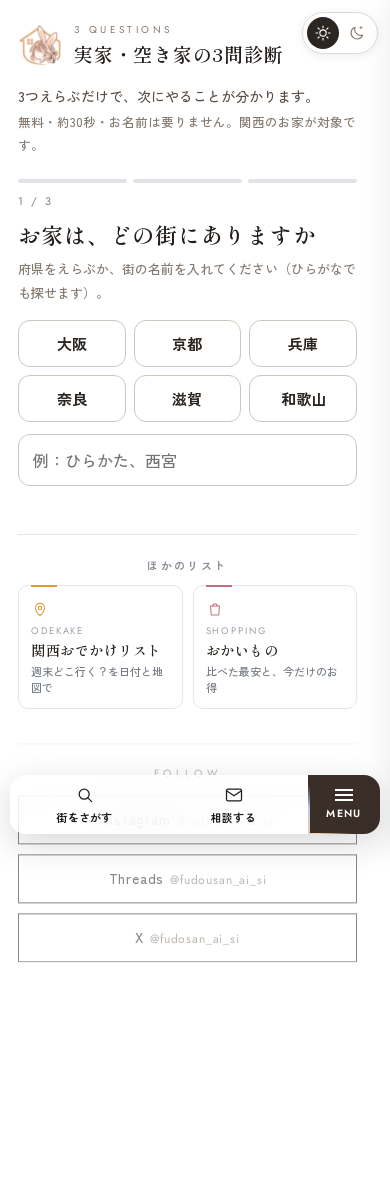 3 QUESTIONS
実家・空き家の3問診断
3つえらぶだけで、次にやることが分かります。
無料・約30秒・お名前は要りません。関西のお家が対象で
す。
1 / 3
お家は、どの街にありますか
府県をえらぶか、街の名前を入れてください（ひらがなで
も探せます）。
大阪
京都
兵庫
奈良
滋賀
和歌山
例：ひらかた、西宮
ほかのリスト
ODEKAKE
関西おでかけリスト
週末どこ行く？を日付と地
図で
SHOPPING
おかいもの
比べた最安と、今だけのお
得
FOLLOW
街をさがす
相談する
MENU
Threads @fudousan_ai_si
X @fudosan_ai_si